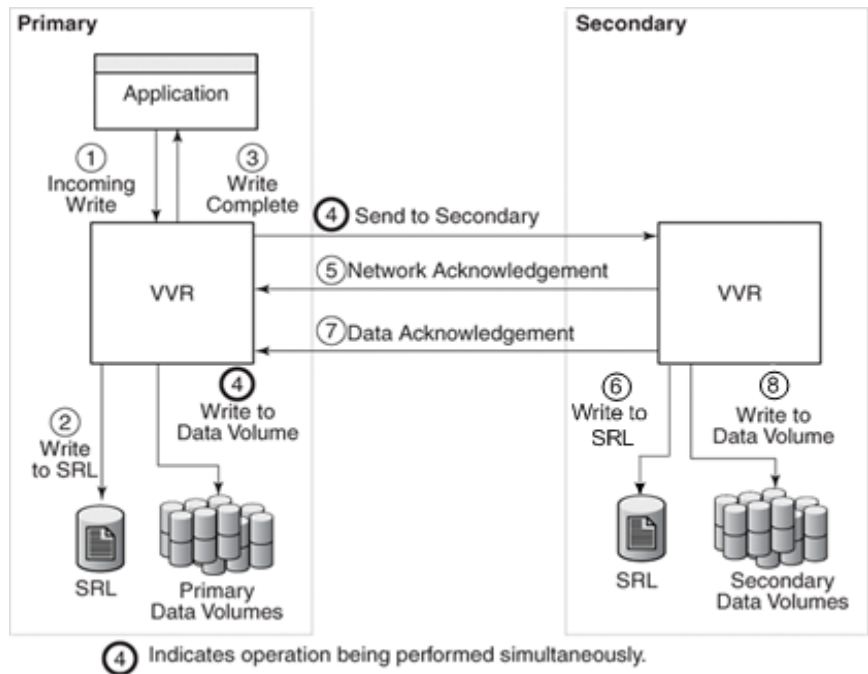 Primary
Secondary
Application
1
Incoming
Write
3
Write
Complete
4 Send to Secondary
5 Network Acknowledgement
7 Data Acknowledgement
VVR
VVR
2
Write
to SRL
4
Write to
Data Volume
6
Write to
SRL
8
Write to
Data Volume
SRL
Primary
Data Volumes
SRL
Secondary
Data Volumes
4 Indicates operation being performed simultaneously.